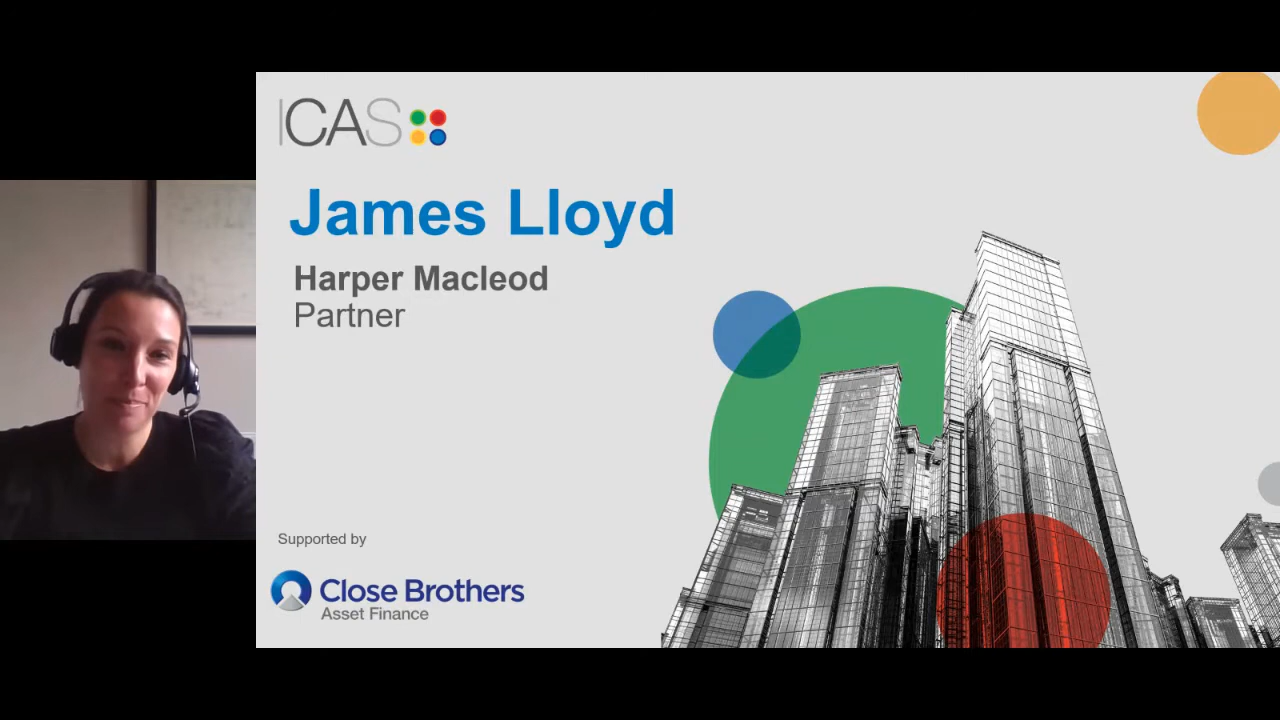 ICAS
James Lloyd
Harper Macleod
Partner
Supported by
Close Brothers
Asset Finance